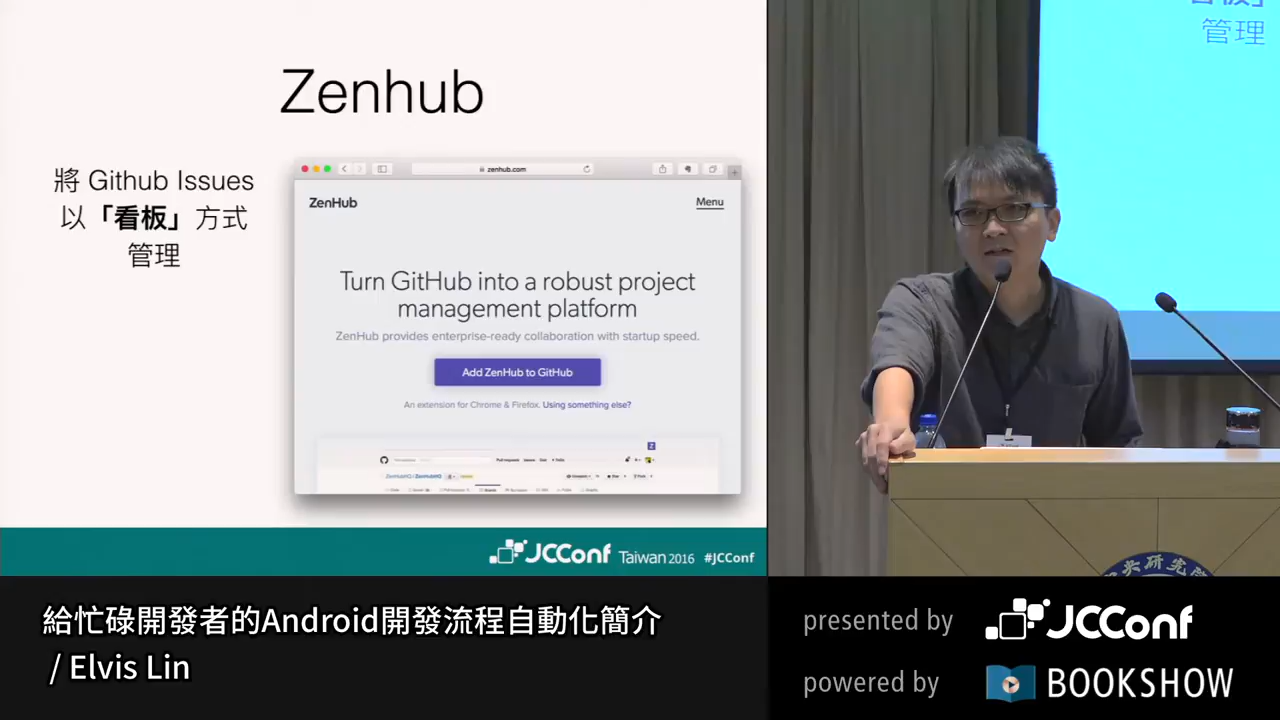 Zenhub
將 Github Issues
以「看板」方式
管理
zenhub.com
ZenHub
Menu
Turn GitHub into a robust project
management platform
ZenHub provides enterprise-ready collaboration with startup speed.
Add ZenHub to GitHub
An extension for Chrome & Firefox. Using something else?
JCConf Taiwan 2016 #JCConf
管理
央研究院
給忙碌開發者的Android開發流程自動化簡介
/ Elvis Lin
presented by JCConf
powered by BOOKSHOW